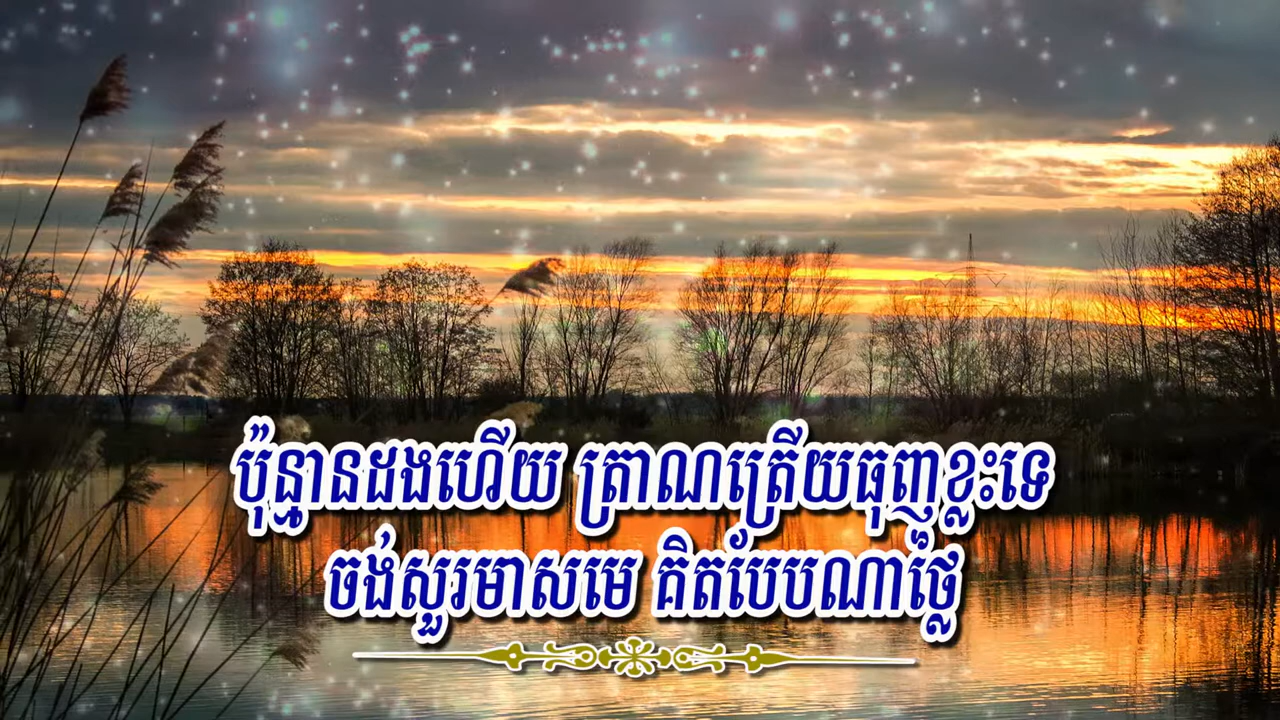 ប៉ុន្មានដងហើយ ត្រាណត្រើយធុញខ្លះទេ
ចង់សួរមាសមេ គិតបែបណាថ្លៃ